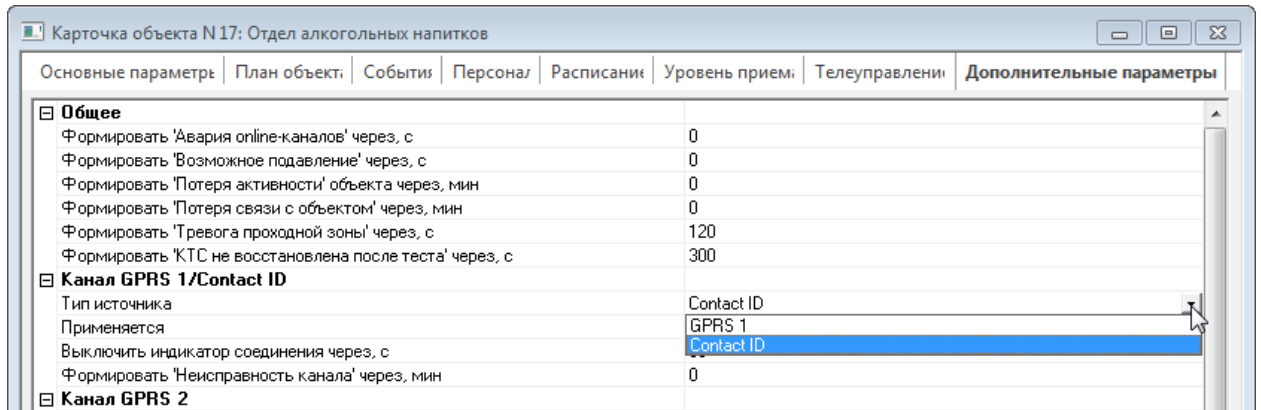 Карточка объекта N 17: Отдел алкогольных напитков
Основные параметры План объекта События Персонал Расписание Уровень приема Телеуправление Дополнительные параметры
Общее
Формировать 'Авария online-каналов' через, с 0
Формировать 'Возможное подавление' через, с 0
Формировать 'Потеря активности' объекта через, мин 0
Формировать 'Потеря связи с объектом' через, мин 0
Формировать 'Тревога проходной зоны' через, с 120
Формировать 'КТС не восстановлена после теста' через, с 300
Канал GPRS 1/Contact ID
Тип источника Contact ID
Применяется GPRS 1
Выключить индикатор соединения через, с Contact ID
Формировать 'Неисправность канала' через, мин 0
Канал GPRS 2